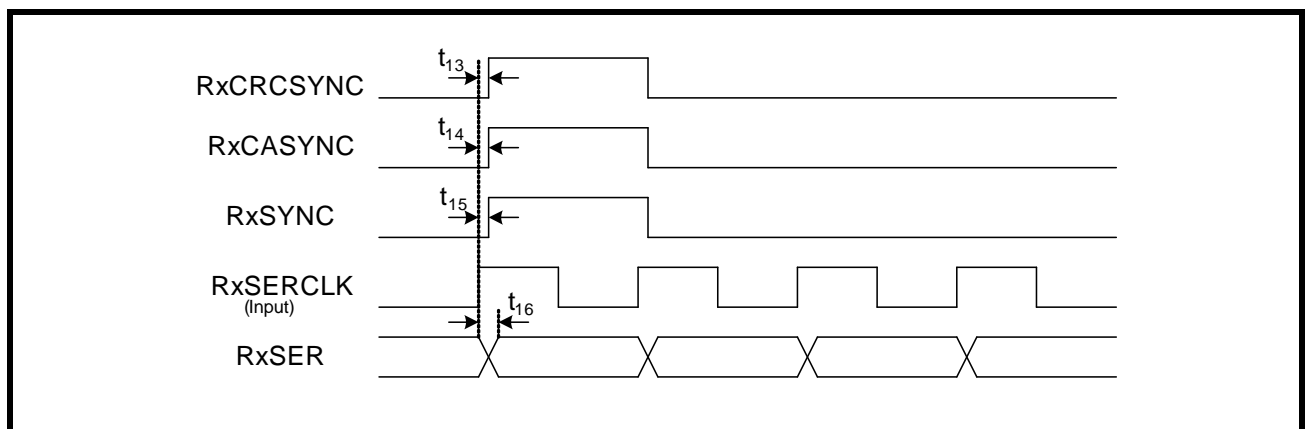 t13
RxCRCSYNC
t14
RxCASYNC
t15
RxSYNC
RxSERCLK
(Input)
t16
RxSER